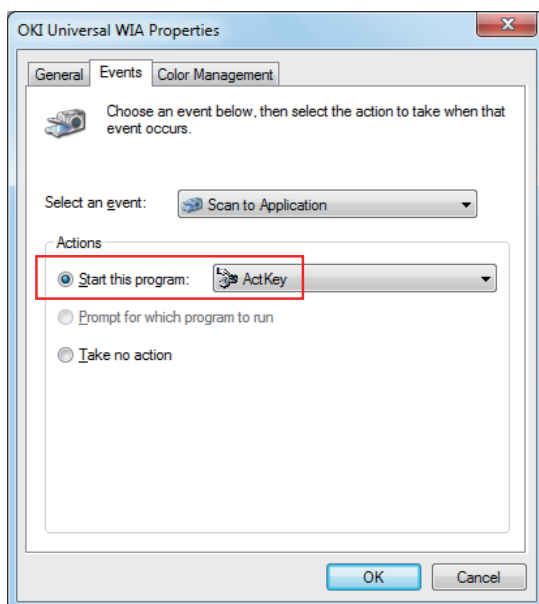 OKI Universal WIA Properties
General Events Color Management
Choose an event below, then select the action to take when that
event occurs.
Select an event: Scan to Application
Actions
Start this program: ActKey
Prompt for which program to run
Take no action
OK Cancel